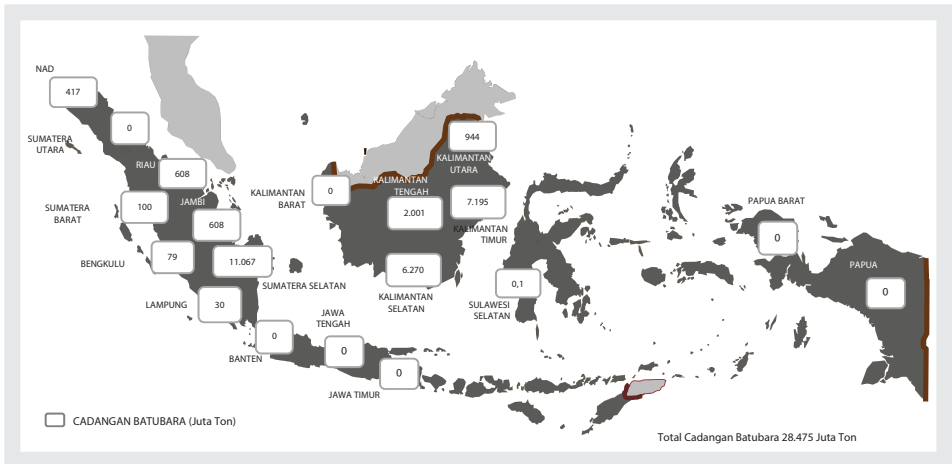 NAD
417
0
SUMATERA
UTARA
RIAU
608
SUMATERA
BARAT
100
JAMBI
608
BENGKULU
79
11.067
SUMATERA SELATAN
LAMPUNG
30
BANTEN
0
JAWA
TENGAH
0
JAWA TIMUR
0
KALIMANTAN
BARAT
0
KALIMANTAN
TENGAH
2.001
944
KALIMANTAN
UTARA
7.195
KALIMANTAN
TIMUR
6.270
KALIMANTAN
SELATAN
0,1
SULAWESI
SELATAN
PAPUA BARAT
0
PAPUA
0
CADANGAN BATUBARA (Juta Ton)
Total Cadangan Batubara 28.475 Juta Ton